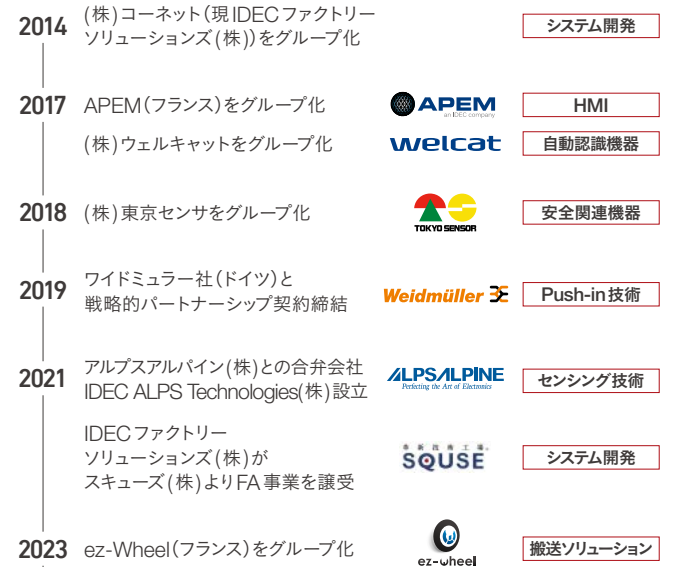 2014 (株)コーネット(現IDECファクトリー
ソリューションズ(株))をグループ化
システム開発
2017 APEM(フランス)をグループ化
APEM
an IDEC company
HMI
(株)ウェルキャットをグループ化
welcat
自動認識機器
2018 (株)東京センサをグループ化
TOKYO SENSOR
安全関連機器
2019 ワイドミュラー社(ドイツ)と
戦略的パートナーシップ契約締結
Weidmüller
Push-in技術
2021 アルプスアルパイン(株)との合弁会社
IDEC ALPS Technologies(株)設立
ALPSALPINE
Perfecting the Art of Electronics
センシング技術
IDECファクトリー
ソリューションズ(株)が
スキューズ(株)よりFA事業を譲受
SQUSE
システム開発
2023 ez-Wheel(フランス)をグループ化
ez-wheel
搬送ソリューション